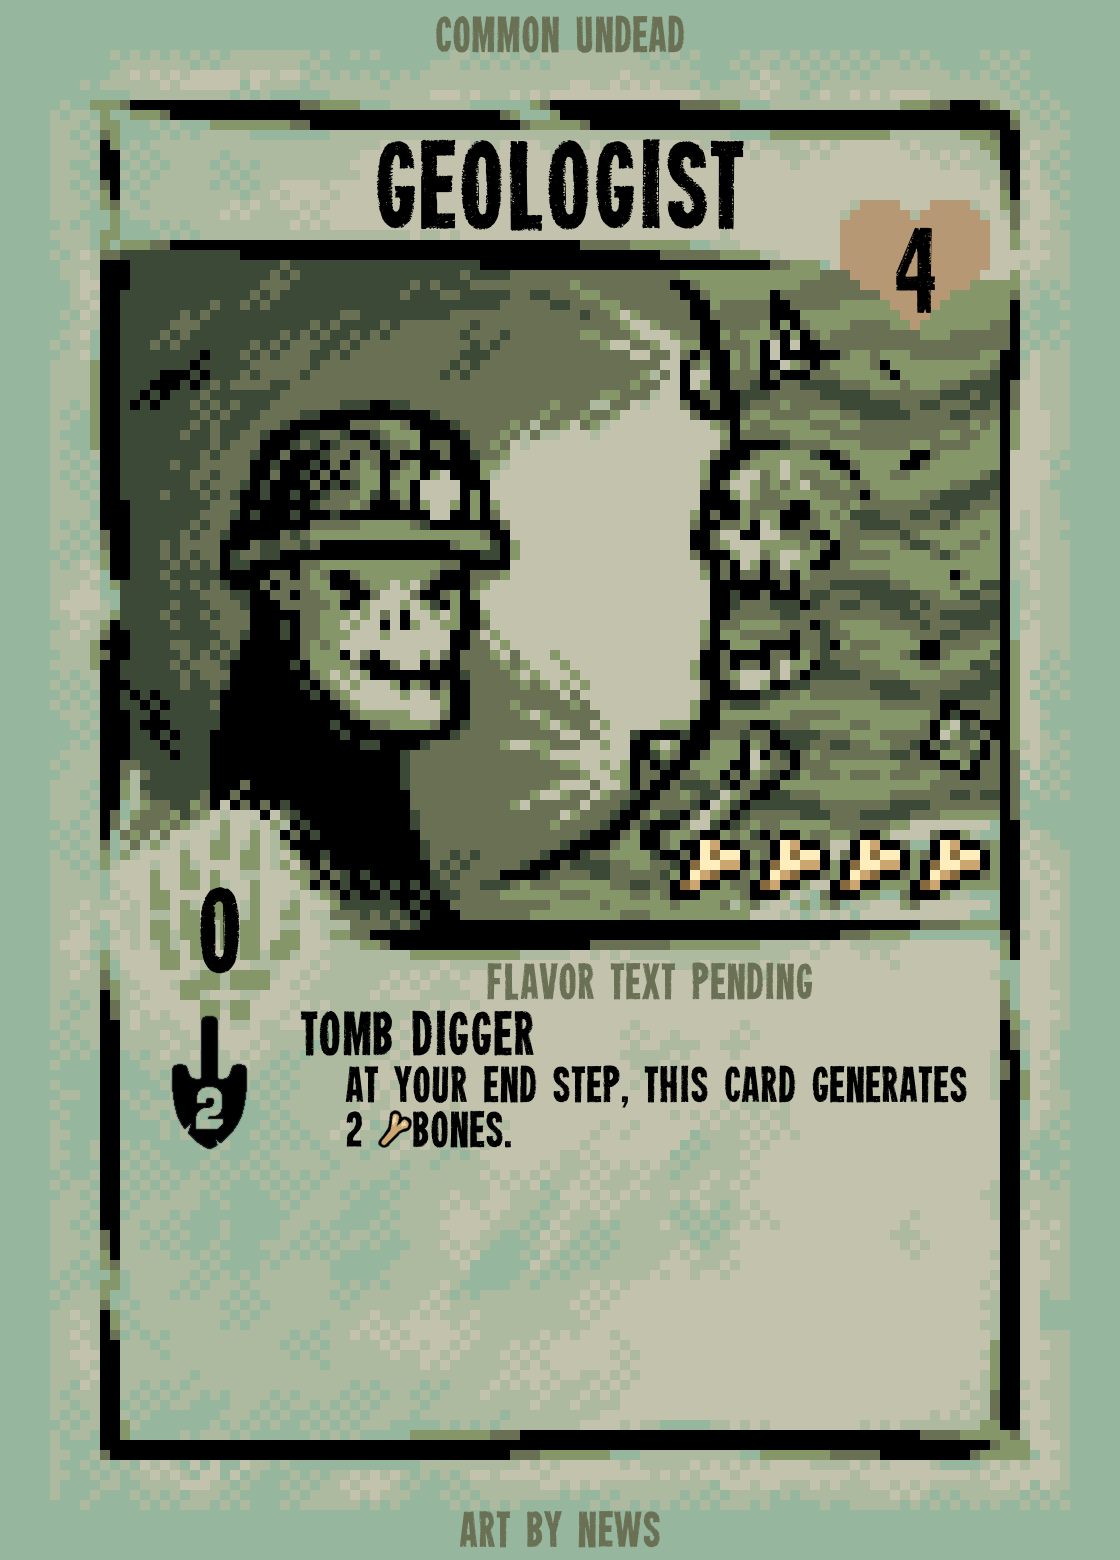 COMMON UNDEAD
GEOLOGIST
4
0
FLAVOR TEXT PENDING
TOMB DIGGER
2
AT YOUR END STEP, THIS CARD GENERATES
2 BONES.
ART BY NEWS